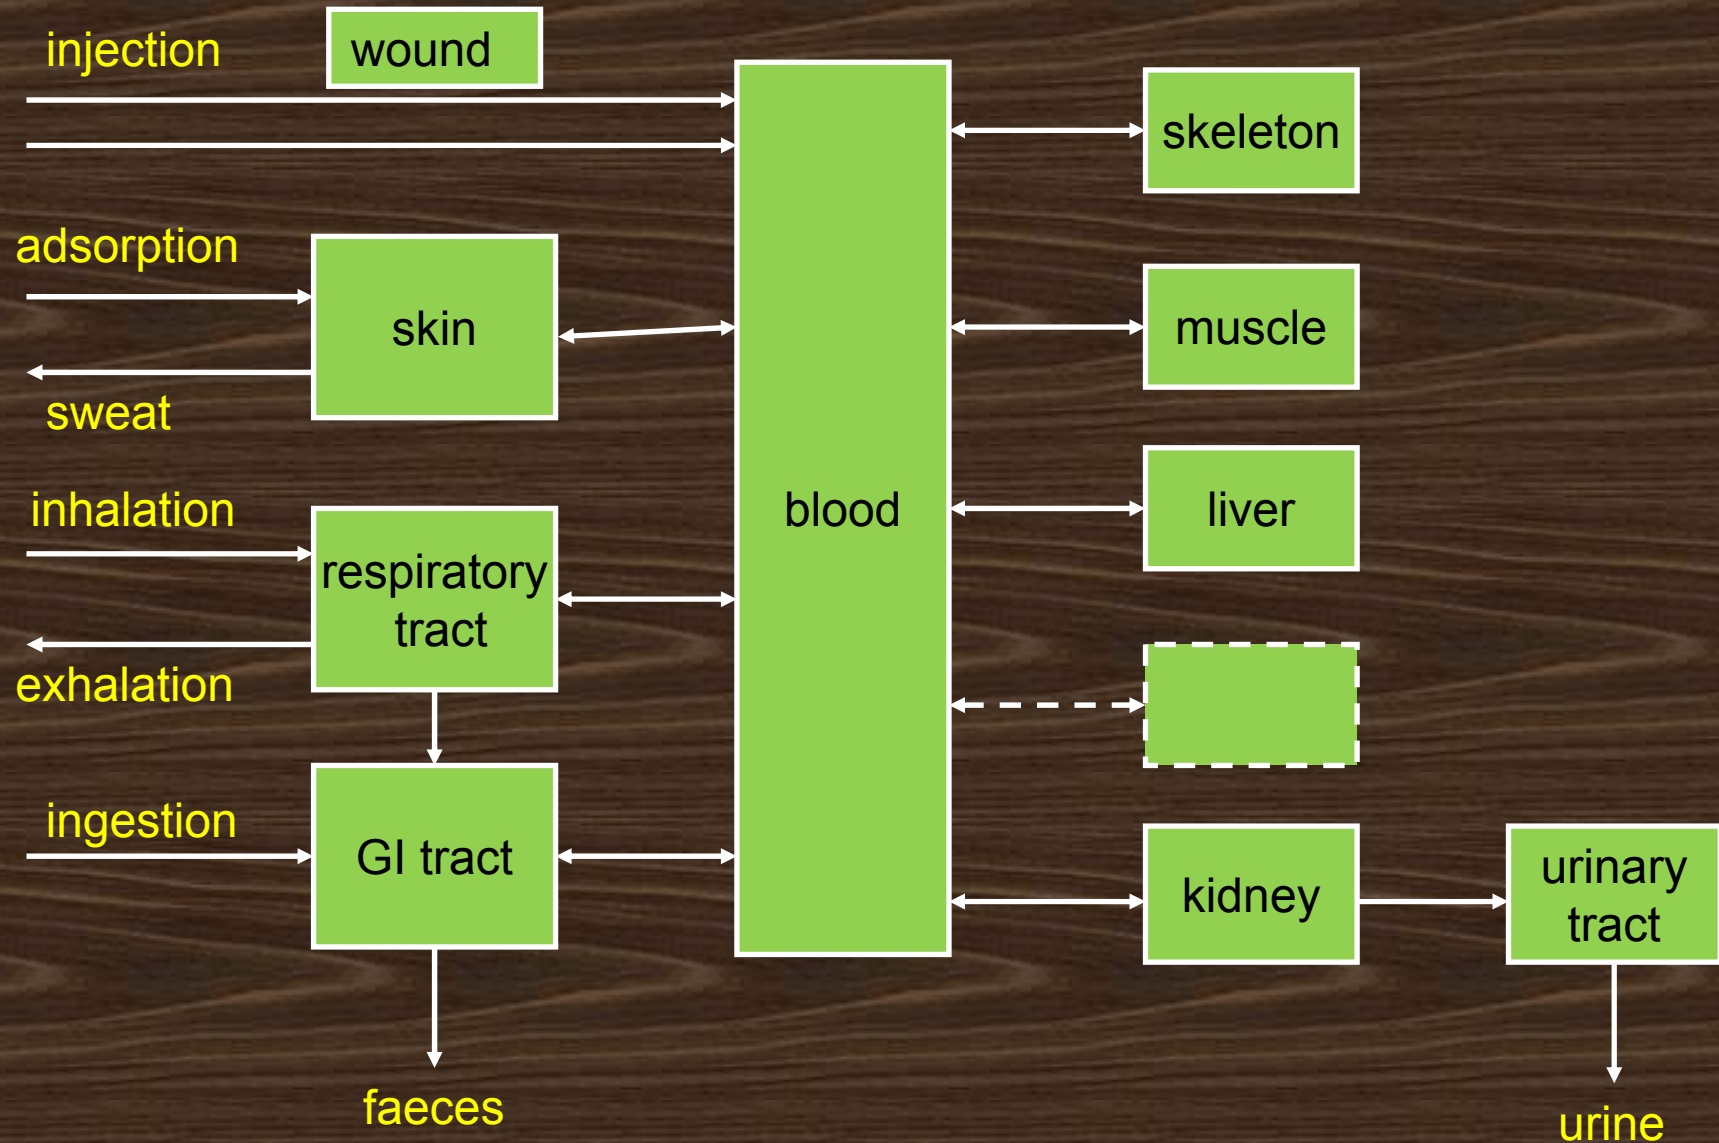 injection
wound
skeleton
adsorption
skin
muscle
sweat
inhalation
blood
liver
respiratory
tract
exhalation
ingestion
GI tract
kidney
urinary
tract
faeces
urine